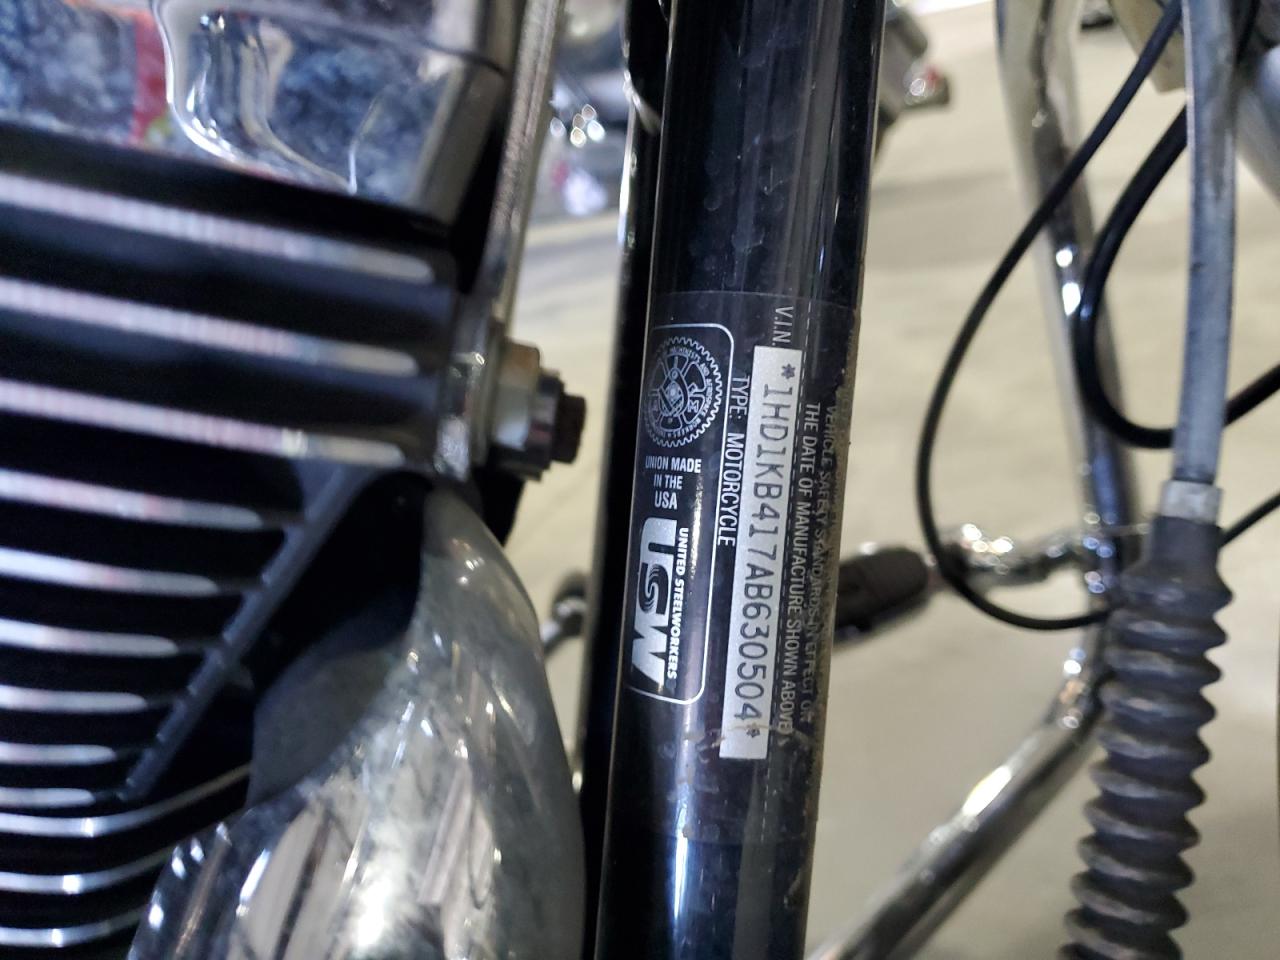 VEHICLE SAFETY STANDARDS IN EFFECT ON
THE DATE OF MANUFACTURE SHOWN ABOVE
V.I.N. *1HD1KB417AB630504*
TYPE: MOTORCYCLE
UNION MADE
IN THE
USA
UNITED STEELWORKERS
USW